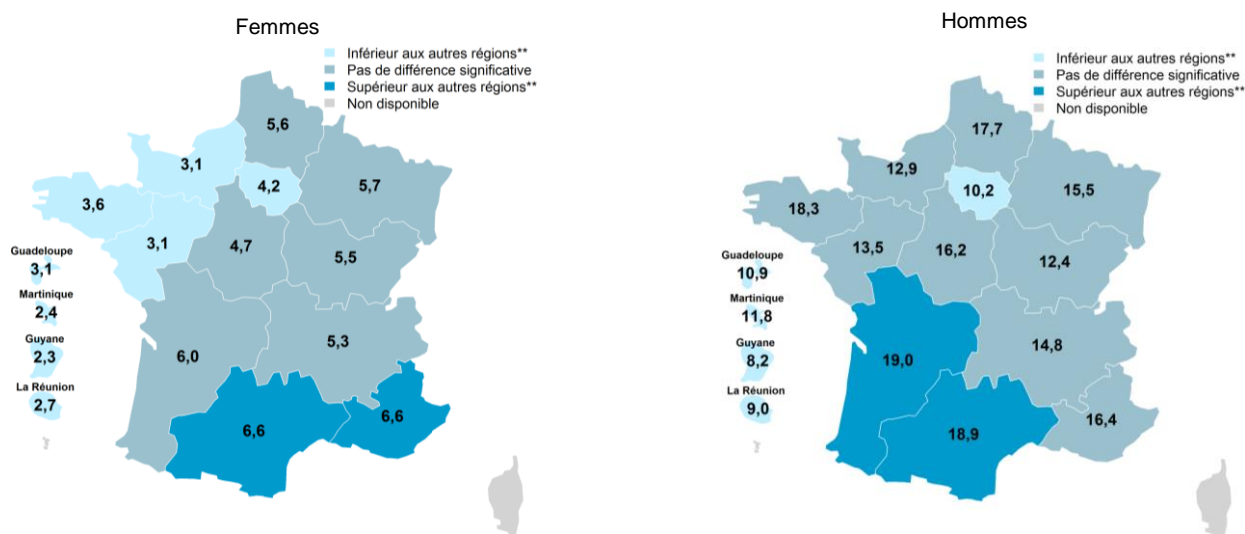 Femmes
Inférieur aux autres régions**
Pas de différence significative
Supérieur aux autres régions**
Non disponible
5,6
3,1
4,2
5,7
3,6
3,1
4,7
5,5
Guadeloupe
3,1
Martinique
2,4
Guyane
2,3
La Réunion
2,7
6,0
5,3
6,6
6,6
Hommes
Inférieur aux autres régions**
Pas de différence significative
Supérieur aux autres régions**
Non disponible
17,7
12,9
10,2
15,5
18,3
13,5
16,2
12,4
Guadeloupe
10,9
Martinique
11,8
Guyane
8,2
La Réunion
9,0
19,0
14,8
18,9
16,4